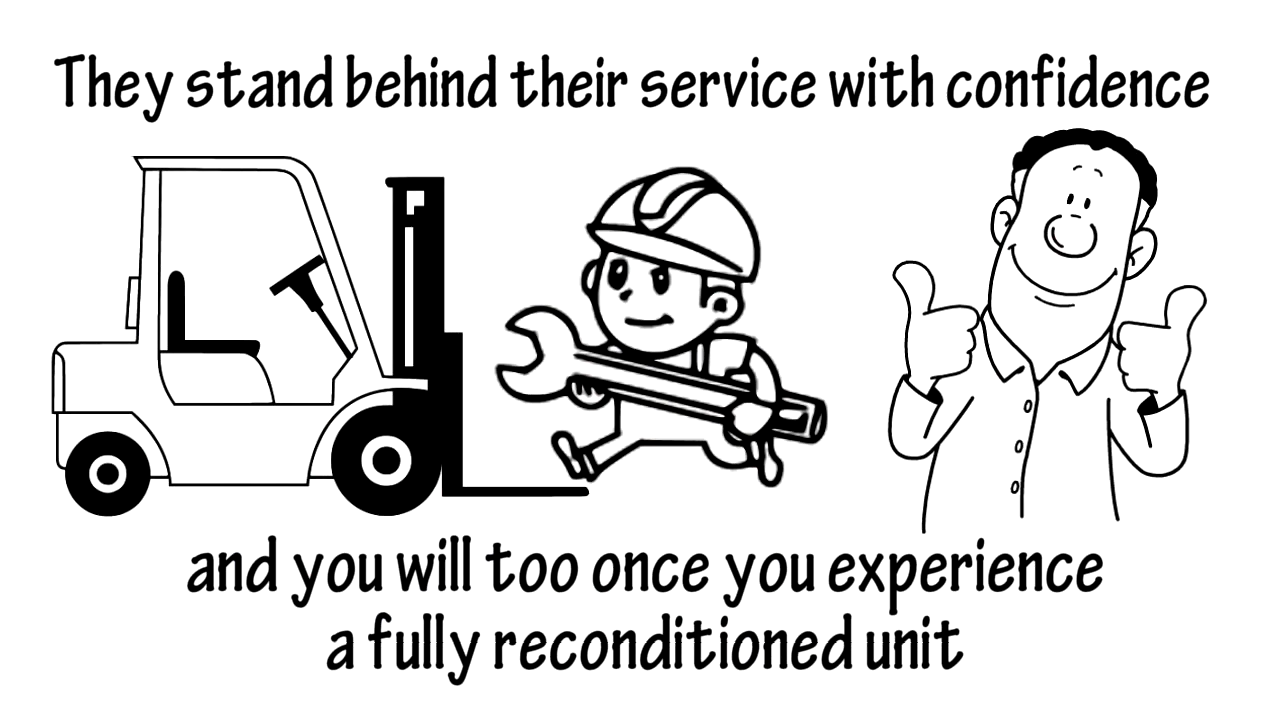 They stand behind their service with confidence
and you will too once you experience
a fully reconditioned unit